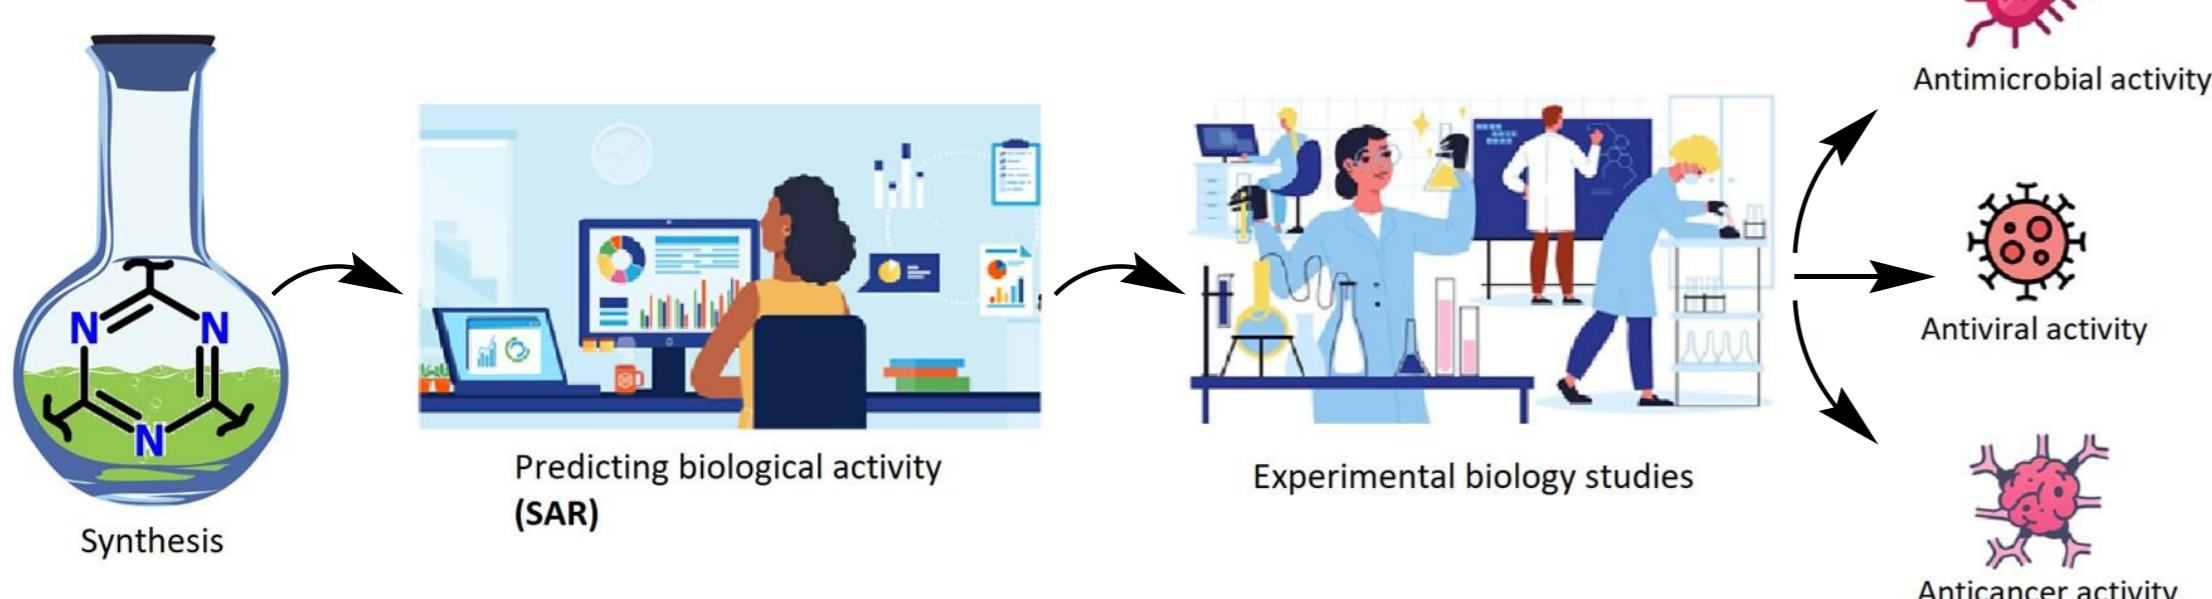 Antimicrobial activity
N
N
N
Antiviral activity
Predicting biological activity
(SAR)
Experimental biology studies
Synthesis
Anticancer activity